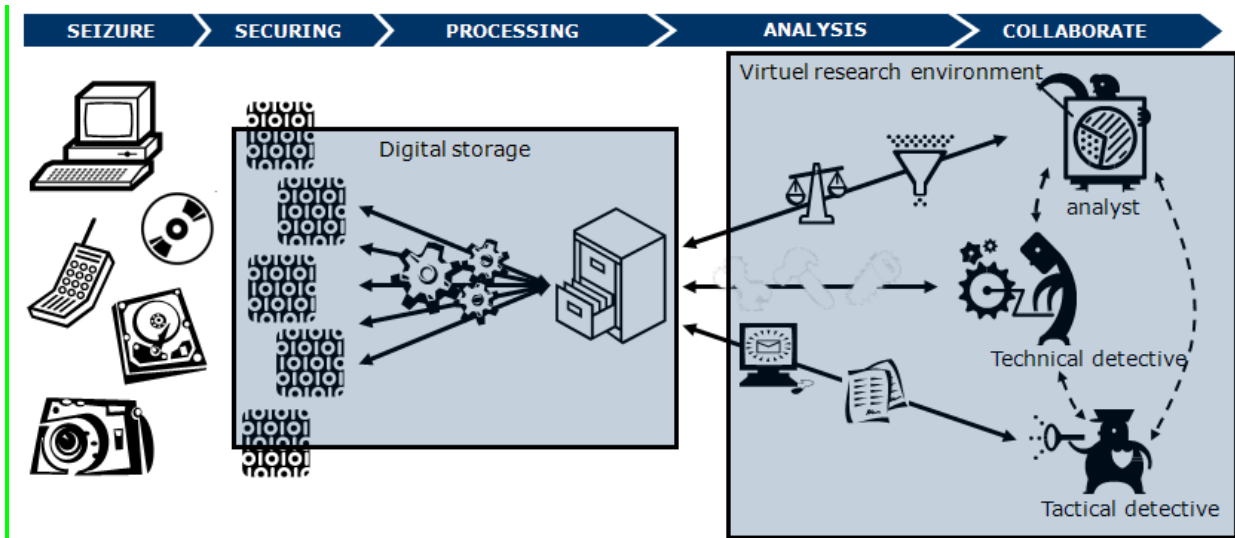 SEIZURE
SECURING
PROCESSING
ANALYSIS
COLLABORATE
Virtuel research environment
Digital storage
analyst
Technical detective
Tactical detective